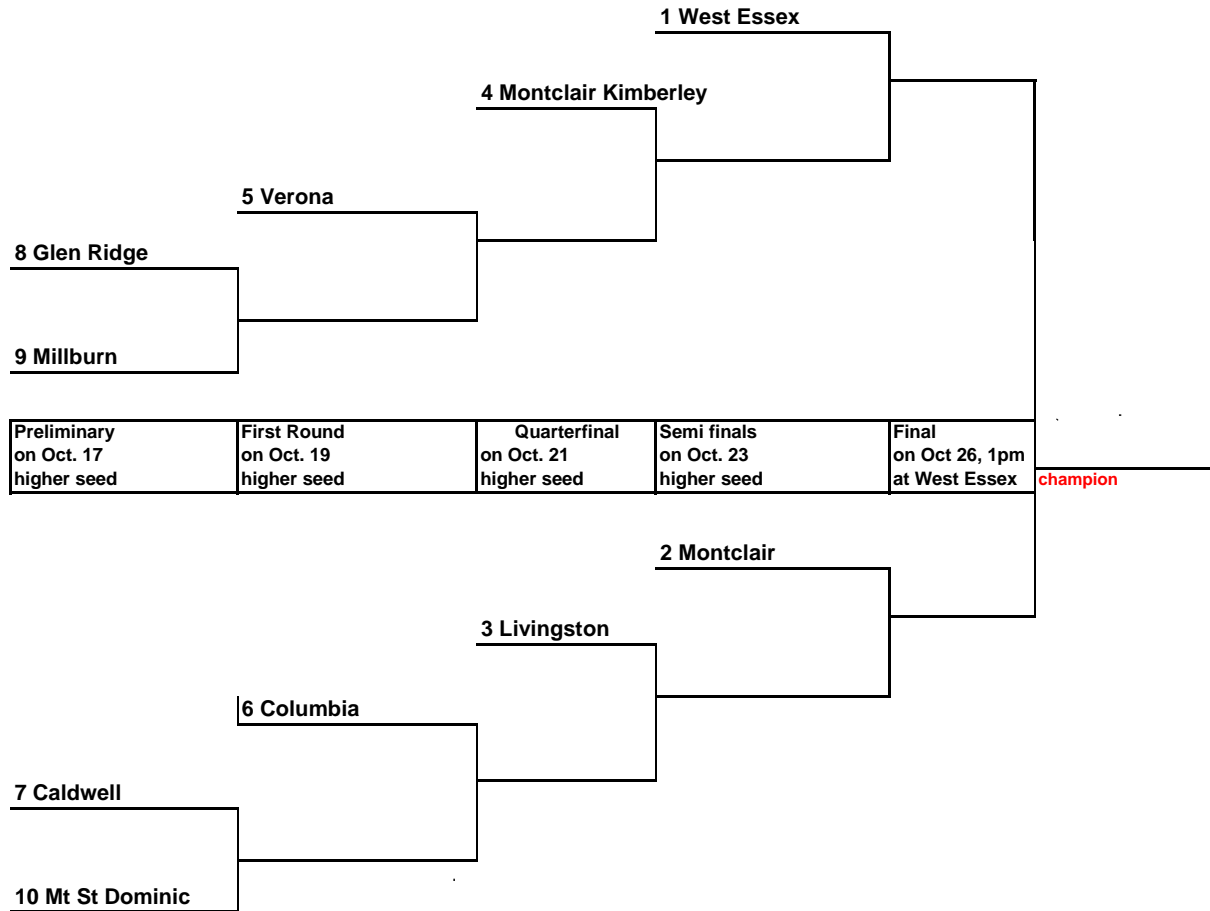 1 West Essex
4 Montclair Kimberley
5 Verona
8 Glen Ridge
9 Millburn
Preliminary
on Oct. 17
higher seed
First Round
on Oct. 19
higher seed
Quarterfinal
on Oct. 21
higher seed
Semi finals
on Oct. 23
higher seed
Final
on Oct 26, 1pm
at West Essex
champion
2 Montclair
3 Livingston
6 Columbia
7 Caldwell
10 Mt St Dominic